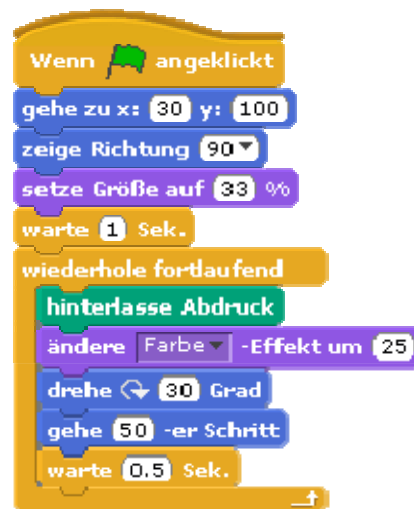 Wenn angeklickt
gehe zu x: 30 y: 100
zeige Richtung 90
setze Größe auf 33 %
warte 1 Sek.
wiederhole fortlaufend
hinterlasse Abdruck
ändere Farbe -Effekt um 25
drehe 30 Grad
gehe 50 -er Schritt
warte 0.5 Sek.